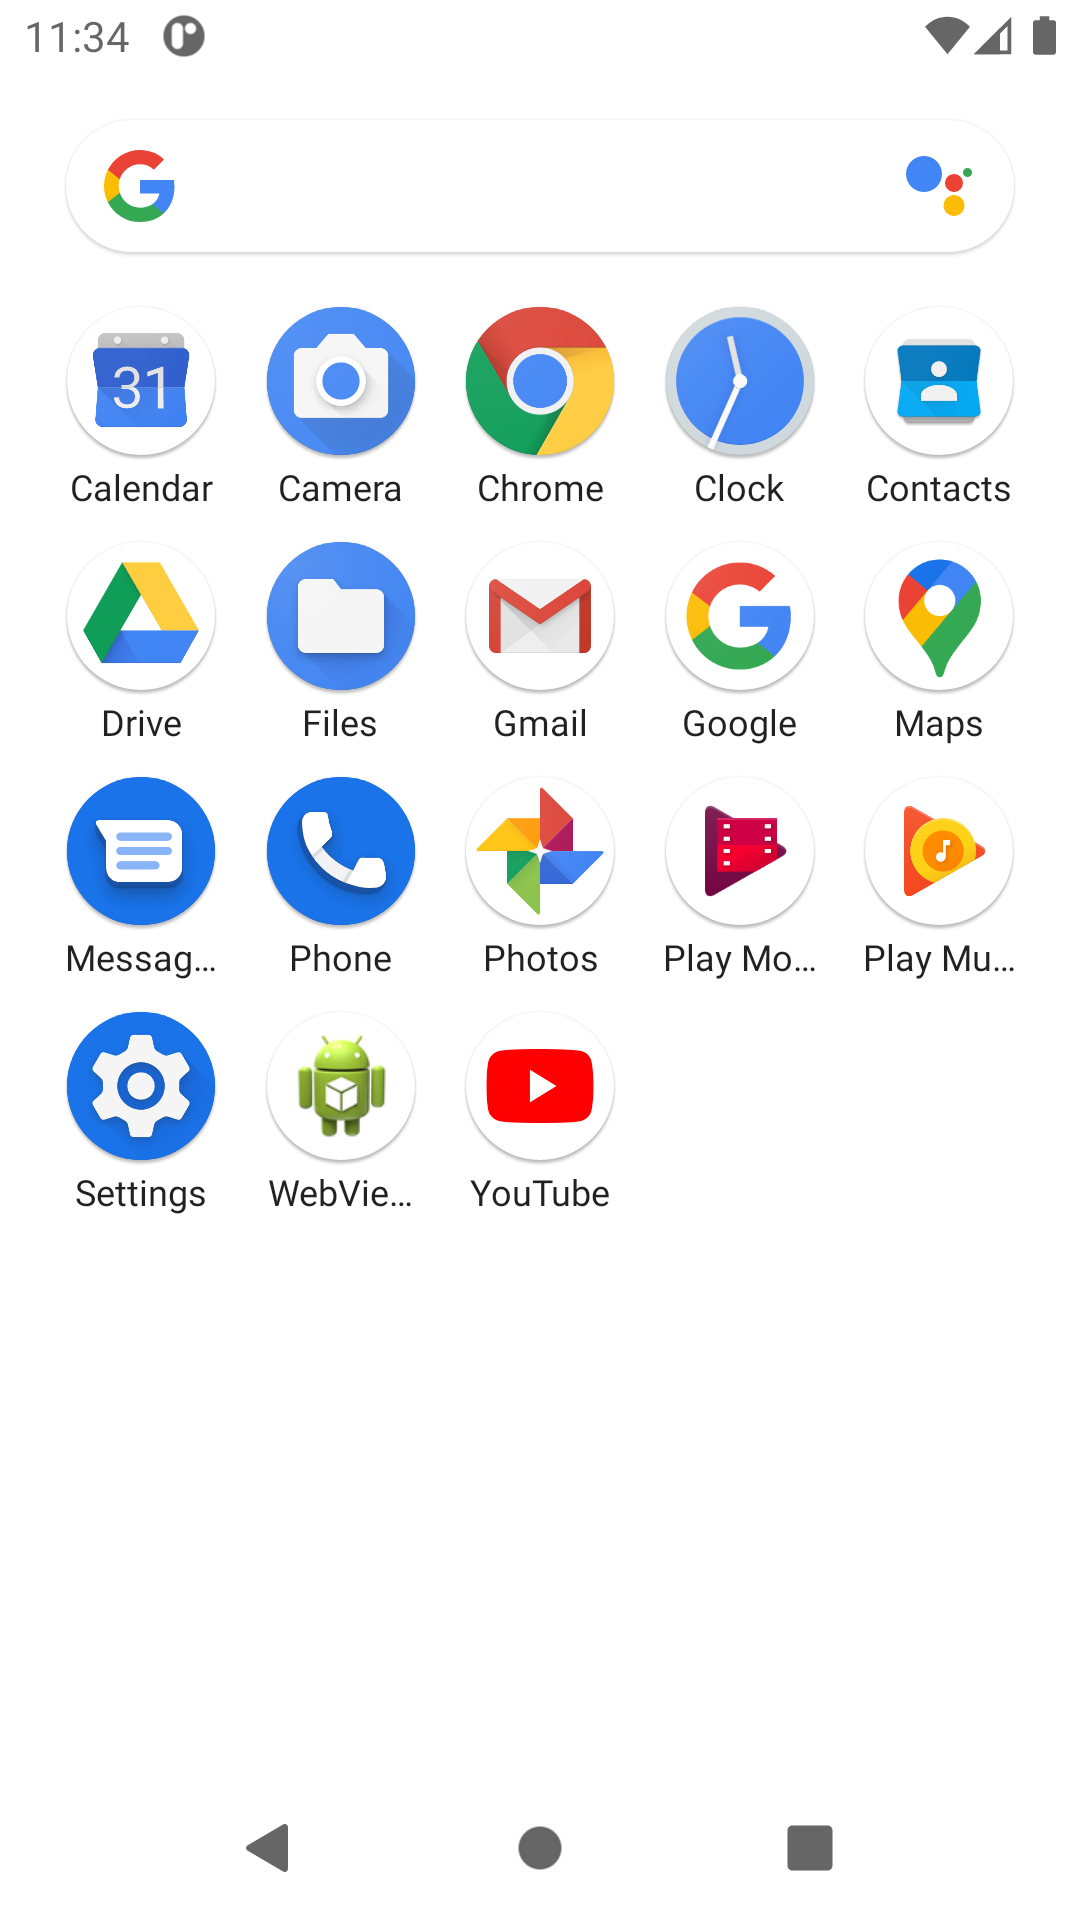 11:34
31
Calendar Camera Chrome Clock Contacts
Drive Files Gmail Google Maps
Messag... Phone Photos Play Mo... Play Mu...
Settings WebVie... YouTube